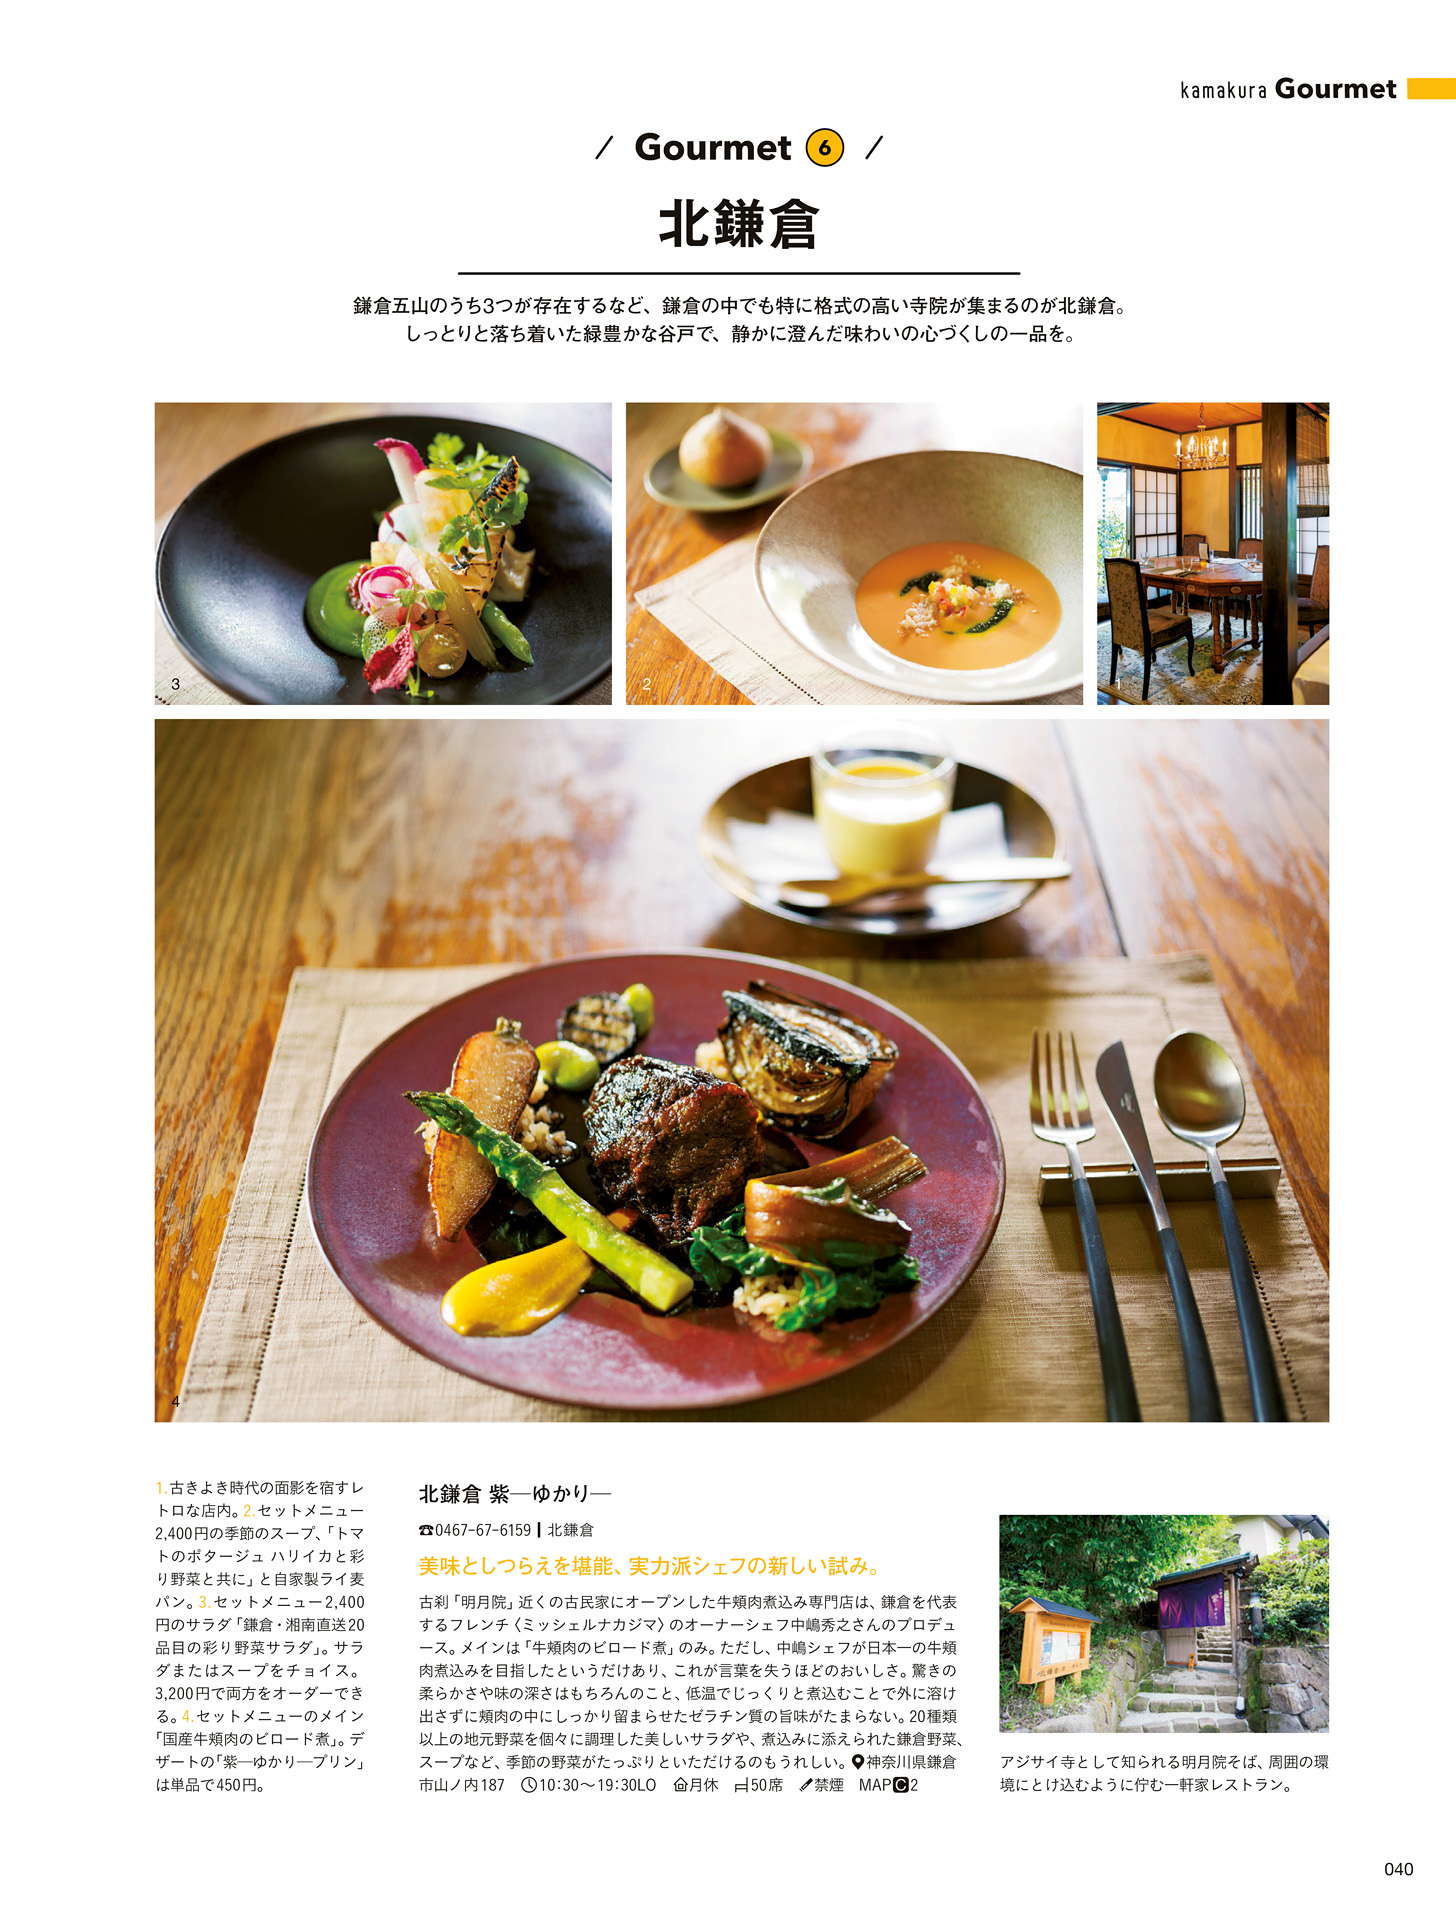 kamakura Gourmet
/ Gourmet 6 /
北鎌倉
鎌倉五山のうち3つが存在するなど、鎌倉の中でも特に格式の高い寺院が集まるのが北鎌倉。
しっとりと落ち着いた緑豊かな谷戸で、静かに澄んだ味わいの心づくしの一品を。
3
2
1
4
1.古きよき時代の面影を宿すレ
トロな店内。2.セットメニュー
2,400円の季節のスープ、「トマ
トのポタージュ ハリイカと彩
り野菜と共に」と自家製ライ麦
パン。3.セットメニュー2,400
円のサラダ「鎌倉・湘南直送20
品目の彩り野菜サラダ」。サラ
ダまたはスープをチョイス。
3,200円で両方をオーダーでき
る。4.セットメニューのメイン
「国産牛頬肉のビロード煮」。デ
ザートの「紫―ゆかり―プリン」
は単品で450円。
北鎌倉 紫―ゆかり―
☎0467-67-6159┃北鎌倉
美味としつらえを堪能、実力派シェフの新しい試み。
古刹「明月院」近くの古民家にオープンした牛頬肉煮込み専門店は、鎌倉を代表
するフレンチ〈ミッシェルナカジマ〉のオーナーシェフ中嶋秀之さんのプロデュ
ース。メインは「牛頬肉のビロード煮」のみ。ただし、中嶋シェフが日本一の牛頬
肉煮込みを目指したというだけあり、これが言葉を失うほどのおいしさ。驚きの
柔らかさや味の深さはもちろんのこと、低温でじっくりと煮込むことで外に溶け
出さずに頬肉の中にしっかり留まらせたゼラチン質の旨味がたまらない。20種類
以上の地元野菜を個々に調理した美しいサラダや、煮込みに添えられた鎌倉野菜、
スープなど、季節の野菜がたっぷりといただけるのもうれしい。神奈川県鎌倉
市山ノ内187 10:30〜19:30LO 月休 50席 禁煙 MAP C 2
アジサイ寺として知られる明月院そば、周囲の環
境にとけ込むように佇む一軒家レストラン。
040